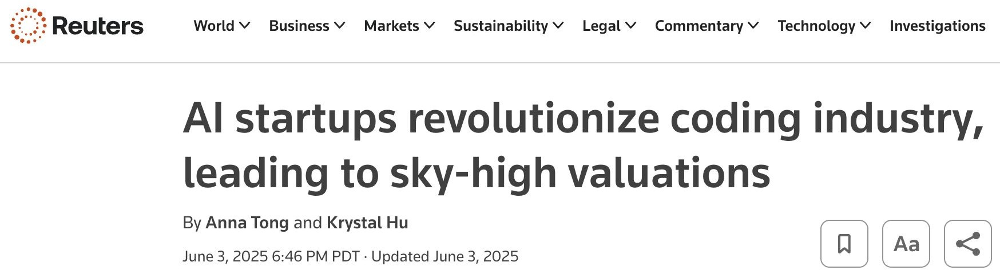 Reuters World Business Markets Sustainability Legal Commentary Technology Investigations
AI startups revolutionize coding industry,
leading to sky-high valuations
By Anna Tong and Krystal Hu
June 3, 2025 6:46 PM PDT · Updated June 3, 2025
Aa